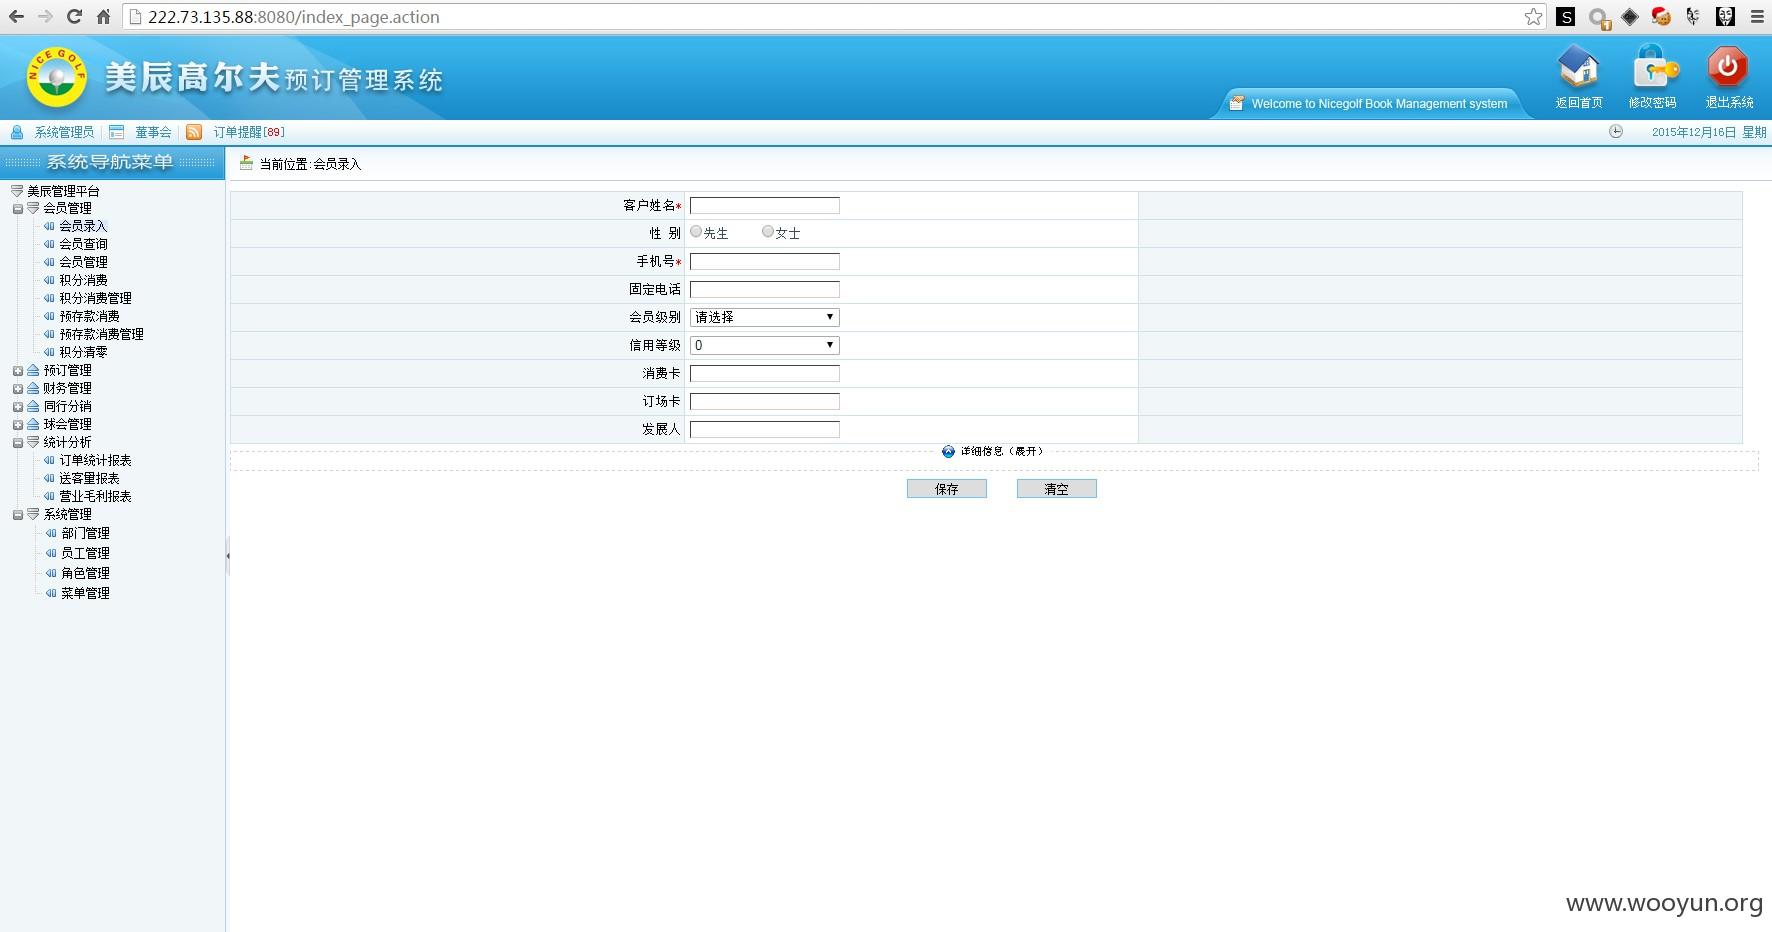 222.73.135.88:8080/index_page.action
NICE GOLF
美辰高尔夫预订管理系统
Welcome to Nicegolf Book Management system
返回首页 修改密码 退出系统
系统管理员 董事会 订单提醒[89]
2015年12月16日 星期
系统导航菜单
当前位置:会员录入
美辰管理平台
会员管理
会员录入
会员查询
会员管理
积分消费
积分消费管理
预存款消费
预存款消费管理
积分清零
预订管理
财务管理
同行分销
球会管理
统计分析
订单统计报表
送客量报表
营业毛利报表
系统管理
部门管理
员工管理
角色管理
菜单管理
客户姓名*
性 别 先生 女士
手机号*
固定电话
会员级别 请选择
信用等级 0
消费卡
订场卡
发展人
详细信息（展开）
保存 清空
www.wooyun.org